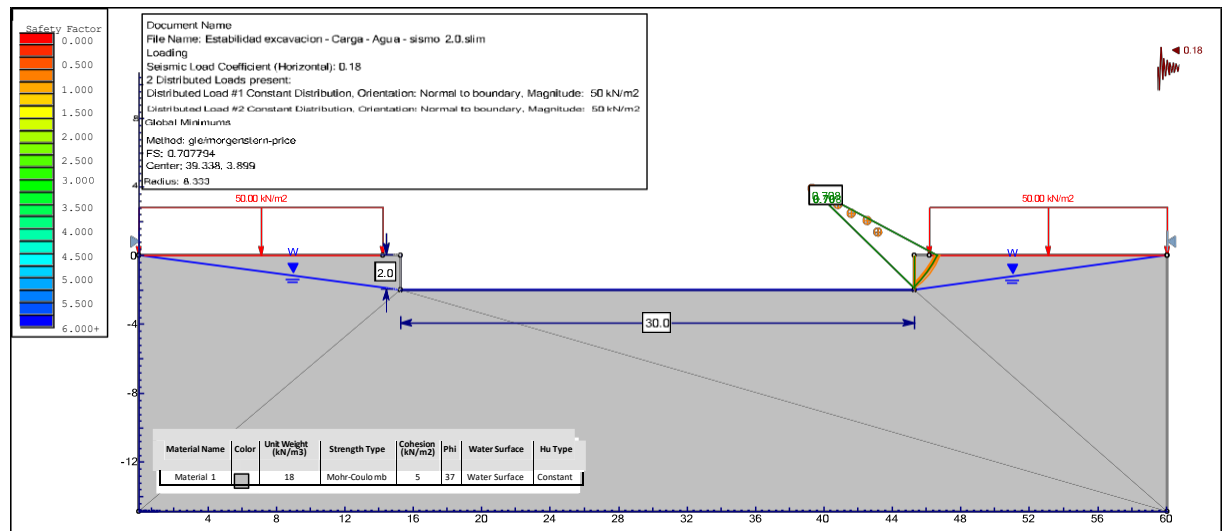 Safety Factor
0.000
0.500
1.000
1.500
2.000
2.500
3.000
3.500
4.000
4.500
5.000
5.500
6.000+
Document Name
File Name: Estabilidad excavacion - Carga - Agua - sismo 2.0.slim
Loading
Seismic Load Coefficient (Horizontal): 0.18
2 Distributed Loads present:
Distributed Load #1 Constant Distribution, Orientation: Normal to boundary, Magnitude: 50 kN/m2
Distributed Load #2 Constant Distribution, Orientation: Normal to boundary, Magnitude: 50 kN/m2
Global Minimums
Method: gle/morgenstern-price
FS: 0.707794
Center: 39.338, 3.899
Radius: 8.333
0.18
8
4
0
-4
-8
-12
50.00 kN/m2
50.00 kN/m2
0.708
W
W
2.0
30.0
Material Name Color Unit Weight (kN/m3) Strength Type Cohesion (kN/m2) Phi Water Surface Hu Type
Material 1 18 Mohr-Coulomb 5 37 Water Surface Constant
4 8 12 16 20 24 28 32 36 40 44 48 52 56 60